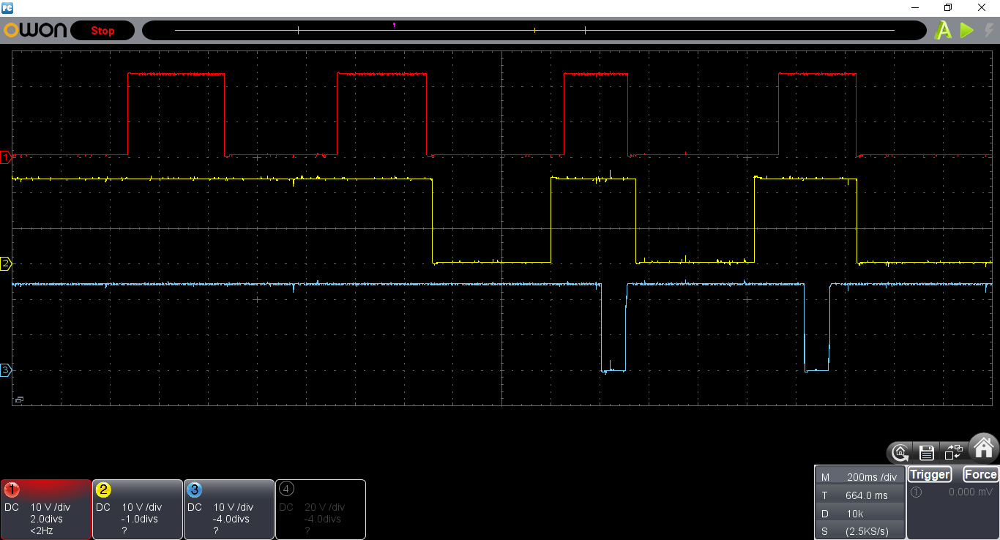 PC
OWON
Stop
A
1
2
3
1
DC 10 V /div
2.0divs
<2Hz
2
DC 10 V /div
-1.0divs
?
3
DC 10 V /div
-4.0divs
?
4
DC 20 V /div
-4.0divs
?
M 200ms /div
T 664.0 ms
D 10k
S (2.5KS/s)
Trigger Force
1 0.000 mV